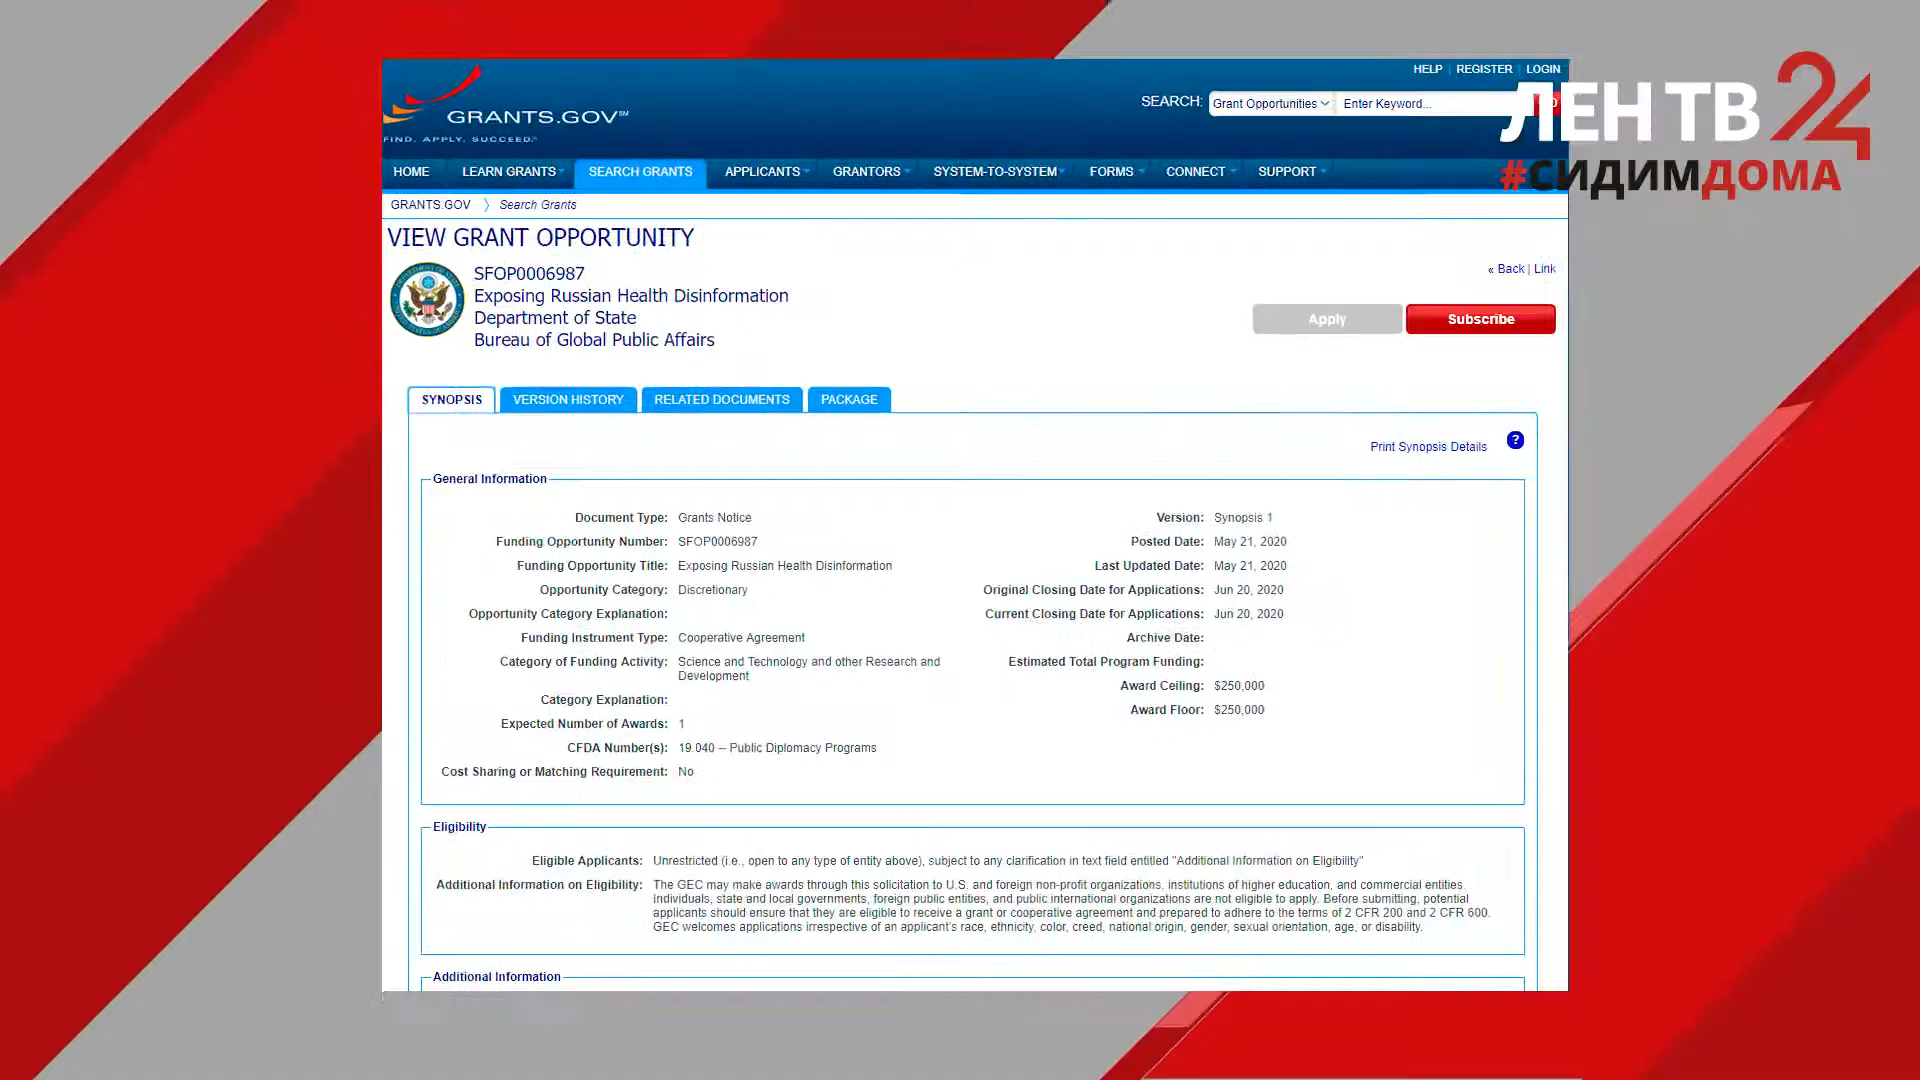 HELP | REGISTER | LOGIN
GRANTS.GOV℠
FIND. APPLY. SUCCEED.℠
SEARCH: Grant Opportunities Enter Keyword...
ЛЕН ТВ 24
#СИДИМДОМА
HOME LEARN GRANTS SEARCH GRANTS APPLICANTS GRANTORS SYSTEM-TO-SYSTEM FORMS CONNECT SUPPORT
GRANTS.GOV 〉 Search Grants
VIEW GRANT OPPORTUNITY
SFOP0006987
Exposing Russian Health Disinformation
Department of State
Bureau of Global Public Affairs
« Back | Link
Apply Subscribe
SYNOPSIS VERSION HISTORY RELATED DOCUMENTS PACKAGE
Print Synopsis Details ?
General Information
Document Type: Grants Notice
Funding Opportunity Number: SFOP0006987
Funding Opportunity Title: Exposing Russian Health Disinformation
Opportunity Category: Discretionary
Opportunity Category Explanation:
Funding Instrument Type: Cooperative Agreement
Category of Funding Activity: Science and Technology and other Research and
Development
Category Explanation:
Expected Number of Awards: 1
CFDA Number(s): 19.040 -- Public Diplomacy Programs
Cost Sharing or Matching Requirement: No
Version: Synopsis 1
Posted Date: May 21, 2020
Last Updated Date: May 21, 2020
Original Closing Date for Applications: Jun 20, 2020
Current Closing Date for Applications: Jun 20, 2020
Archive Date:
Estimated Total Program Funding:
Award Ceiling: $250,000
Award Floor: $250,000
Eligibility
Eligible Applicants: Unrestricted (i.e., open to any type of entity above), subject to any clarification in text field entitled "Additional Information on Eligibility"
Additional Information on Eligibility: The GEC may make awards through this solicitation to U.S. and foreign non-profit organizations, institutions of higher education, and commercial entities.
Individuals, state and local governments, foreign public entities, and public international organizations are not eligible to apply. Before submitting, potential
applicants should ensure that they are eligible to receive a grant or cooperative agreement and prepared to adhere to the terms of 2 CFR 200 and 2 CFR 600.
GEC welcomes applications irrespective of an applicant's race, ethnicity, color, creed, national origin, gender, sexual orientation, age, or disability.
Additional Information